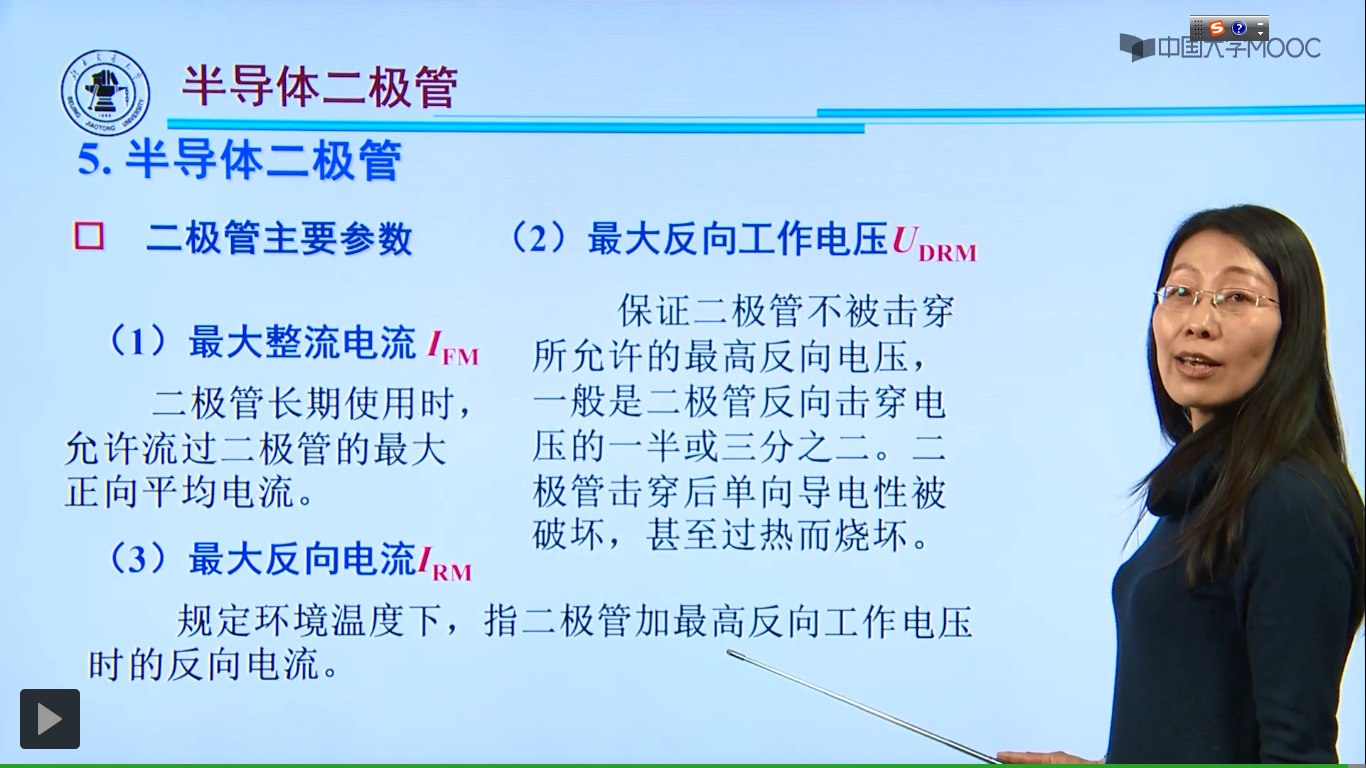 中国大学MOOC
半导体二极管
5. 半导体二极管
二极管主要参数
（1）最大整流电流 I FM
二极管长期使用时，
允许流过二极管的最大
正向平均电流。
（2）最大反向工作电压U DRM
保证二极管不被击穿
所允许的最高反向电压，
一般是二极管反向击穿电
压的一半或三分之二。二
极管击穿后单向导电性被
破坏，甚至过热而烧坏。
（3）最大反向电流I RM
规定环境温度下，指二极管加最高反向工作电压
时的反向电流。
BEIJING JIAOTONG UNIVERSITY